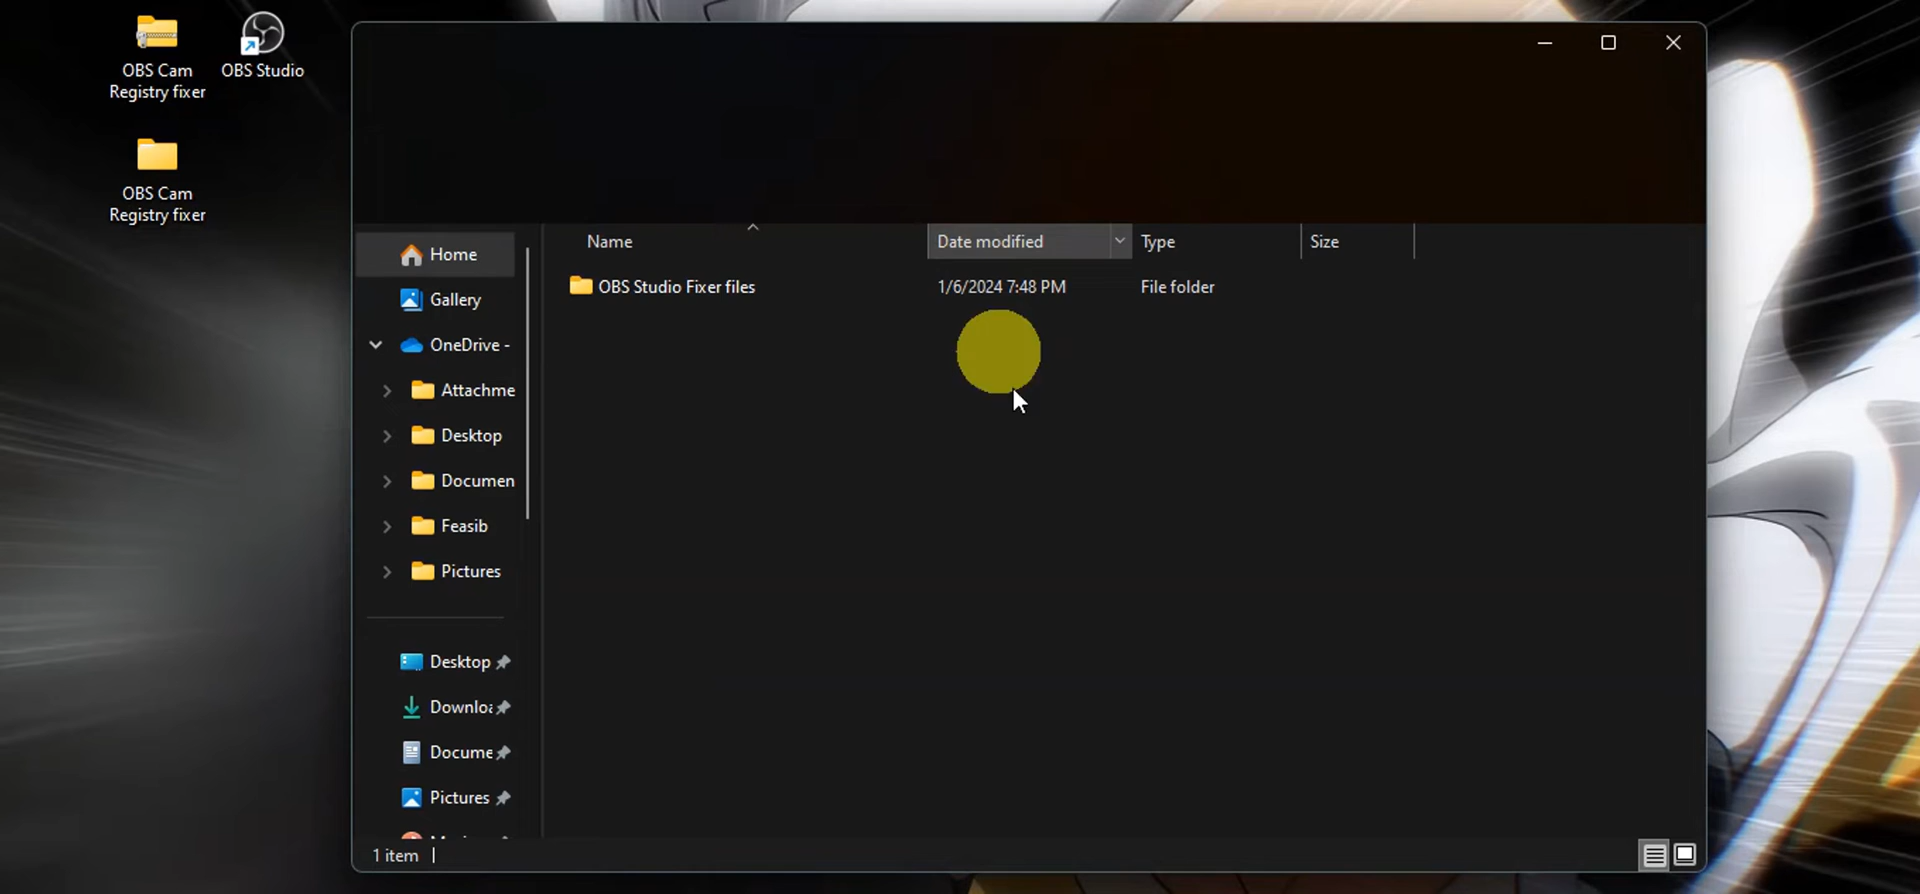 OBS Cam
Registry fixer
OBS Studio
OBS Cam
Registry fixer
Name
Date modified
Type
Size
OBS Studio Fixer files
1/6/2024 7:48 PM
File folder
Home
Gallery
OneDrive -
Attachme
Desktop
Documen
Feasib
Pictures
Desktop
Downloa
Docume
Pictures
1 item